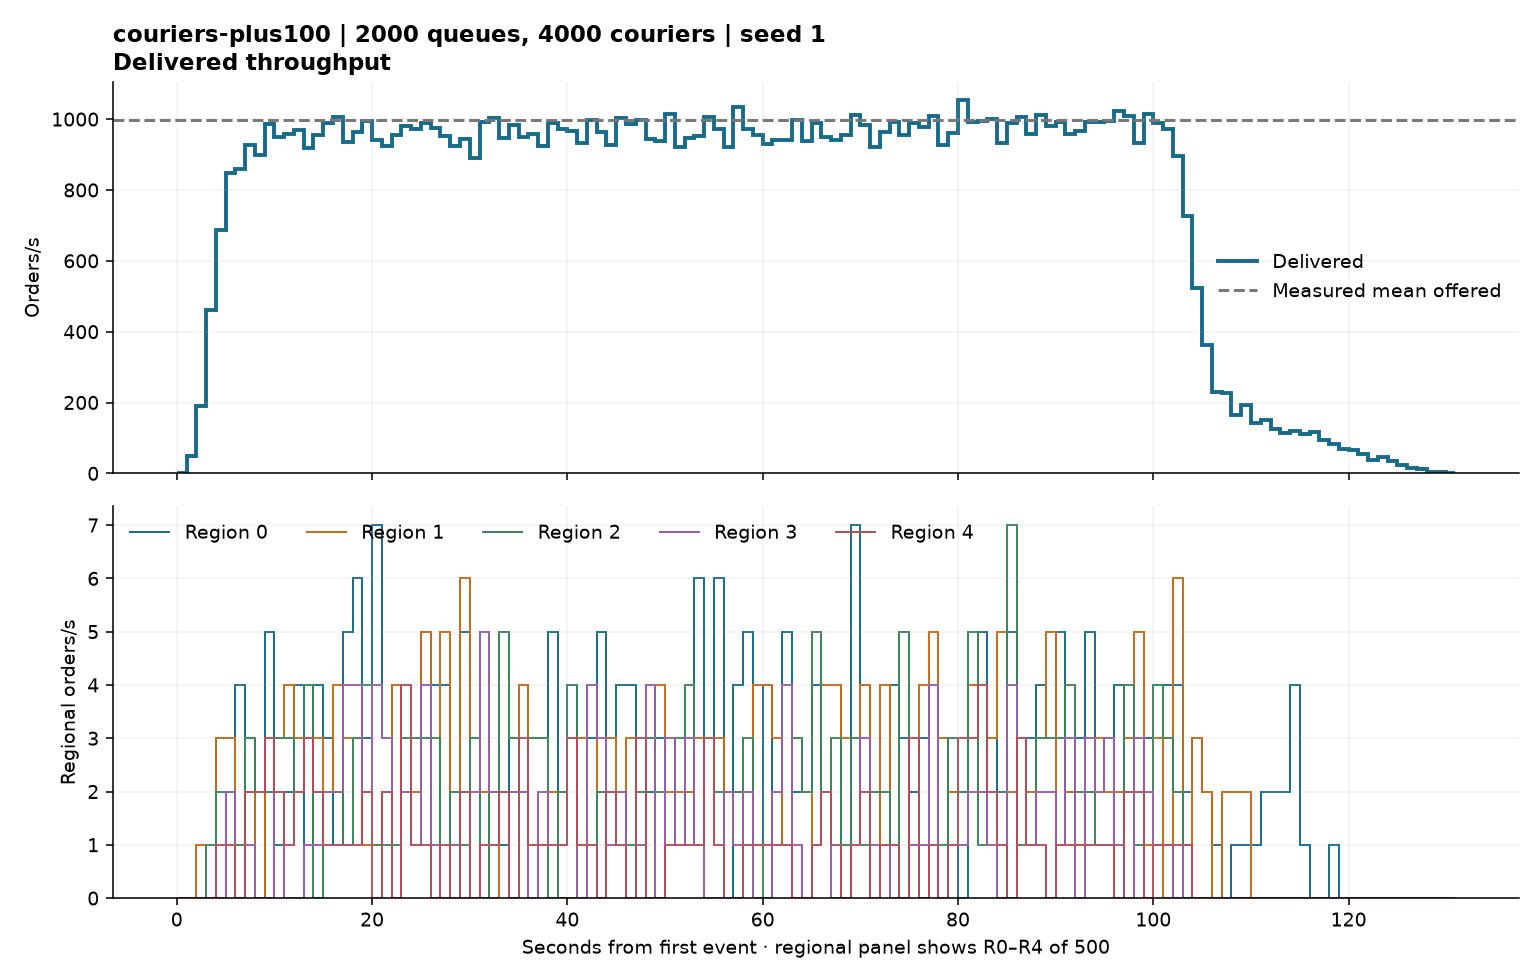 couriers-plus100 | 2000 queues, 4000 couriers | seed 1
Delivered throughput
1000
800
600
400
200
0
Orders/s
Delivered
Measured mean offered
7
6
5
4
3
2
1
0
Regional orders/s
Region 0
Region 1
Region 2
Region 3
Region 4
0
20
40
60
80
100
120
Seconds from first event · regional panel shows R0–R4 of 500